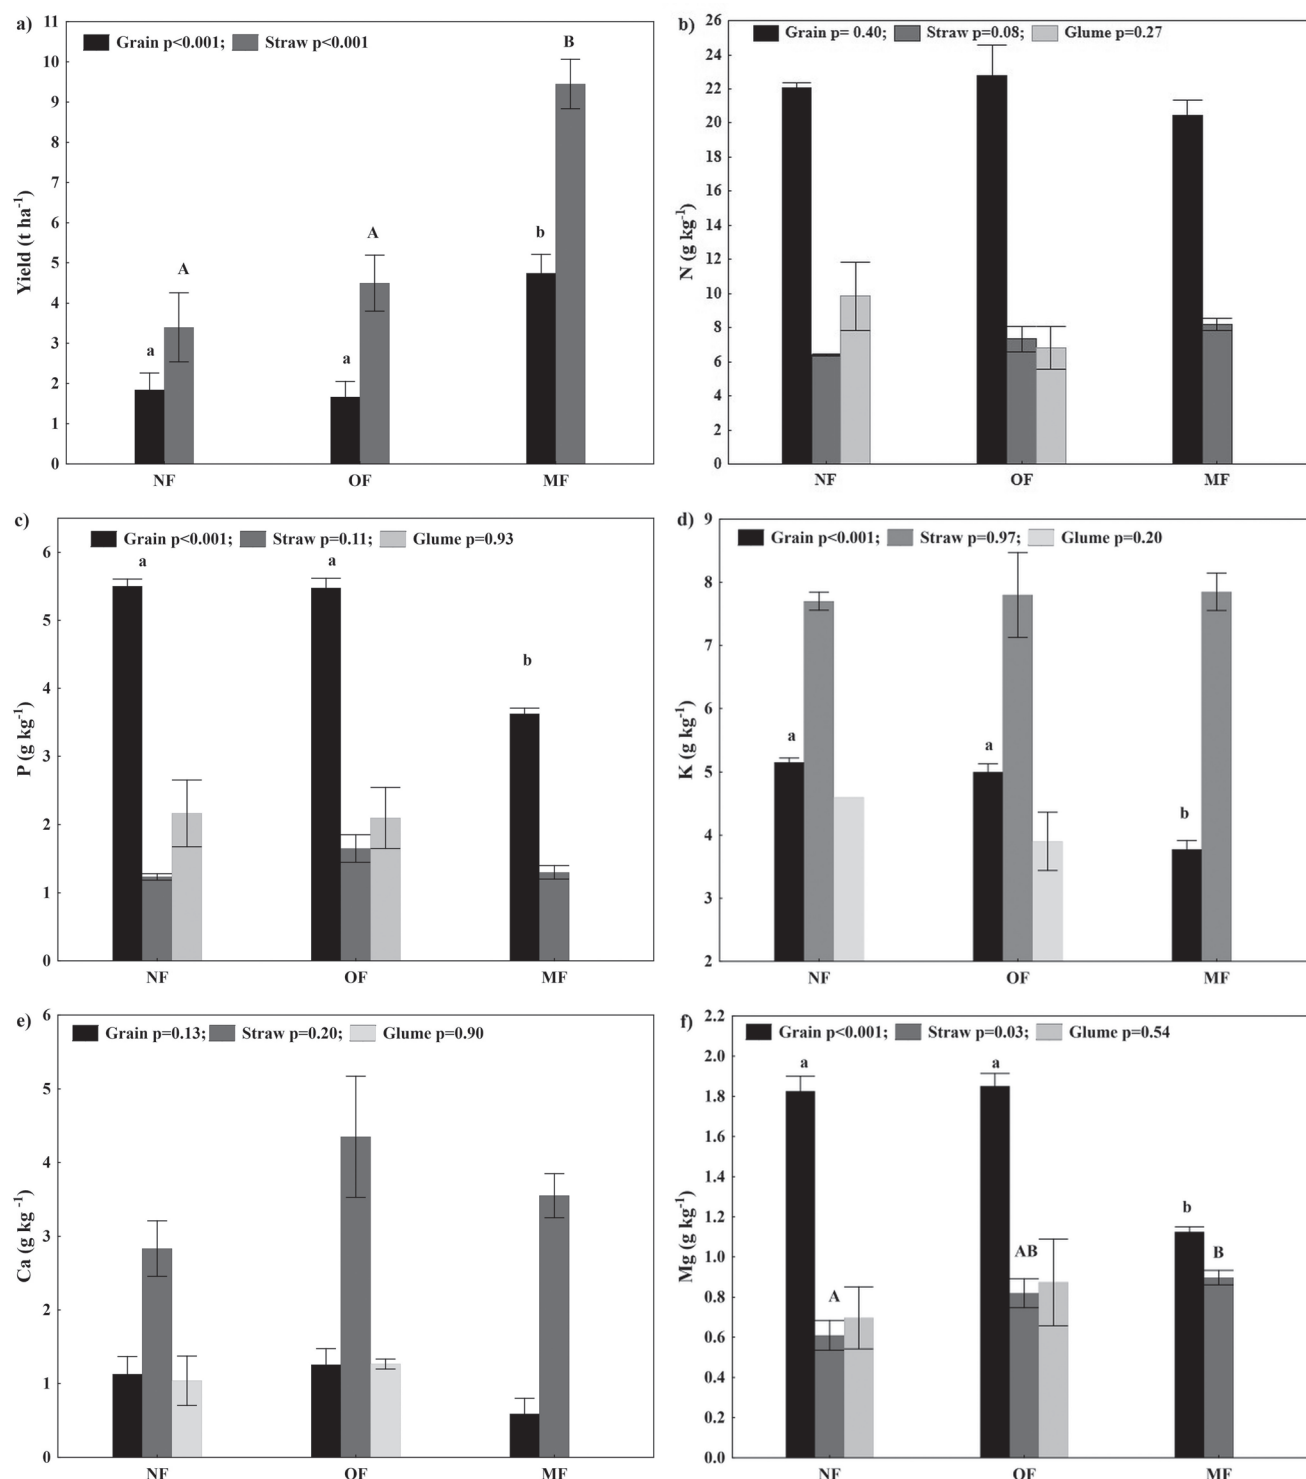 a)
Grain p<0.001; Straw p<0.001
Yield (t ha-1)
11
10
9
8
7
6
5
4
3
2
1
0
a
A
a
A
b
B
NF OF MF
b)
Grain p= 0.40; Straw p=0.08; Glume p=0.27
N (g kg-1)
26
24
22
20
18
16
14
12
10
8
6
4
2
0
NF OF MF
c)
Grain p<0.001; Straw p=0.11; Glume p=0.93
P (g kg-1)
6
5
4
3
2
1
0
a
a
b
NF OF MF
d)
Grain p<0.001; Straw p=0.97; Glume p=0.20
K (g kg-1)
9
8
7
6
5
4
3
2
a
a
b
NF OF MF
e)
Grain p=0.13; Straw p=0.20; Glume p=0.90
Ca (g kg -1)
6
5
4
3
2
1
0
NF OF MF
f)
Grain p<0.001; Straw p=0.03; Glume p=0.54
Mg (g kg-1)
2.2
2.0
1.8
1.6
1.4
1.2
1.0
0.8
0.6
0.4
0.2
0.0
a
A
a
AB
b
B
NF OF MF